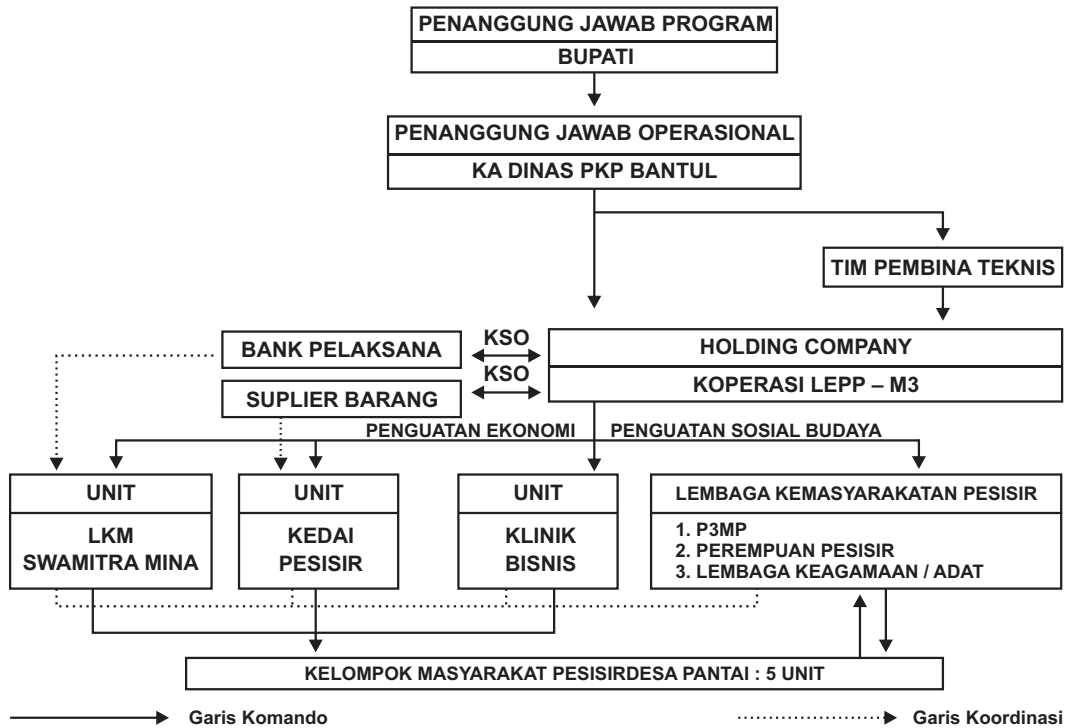 PENANGGUNG JAWAB PROGRAM
BUPATI
PENANGGUNG JAWAB OPERASIONAL
KA DINAS PKP BANTUL
TIM PEMBINA TEKNIS
BANK PELAKSANA
KSO
HOLDING COMPANY
KSO
KOPERASI LEPP – M3
SUPLIER BARANG
PENGUATAN EKONOMI
PENGUATAN SOSIAL BUDAYA
UNIT
LKM
SWAMITRA MINA
UNIT
KEDAI
PESISIR
UNIT
KLINIK
BISNIS
LEMBAGA KEMASYARAKATAN PESISIR
1. P3MP
2. PEREMPUAN PESISIR
3. LEMBAGA KEAGAMAAN / ADAT
KELOMPOK MASYARAKAT PESISIRDESA PANTAI : 5 UNIT
Garis Komando
Garis Koordinasi